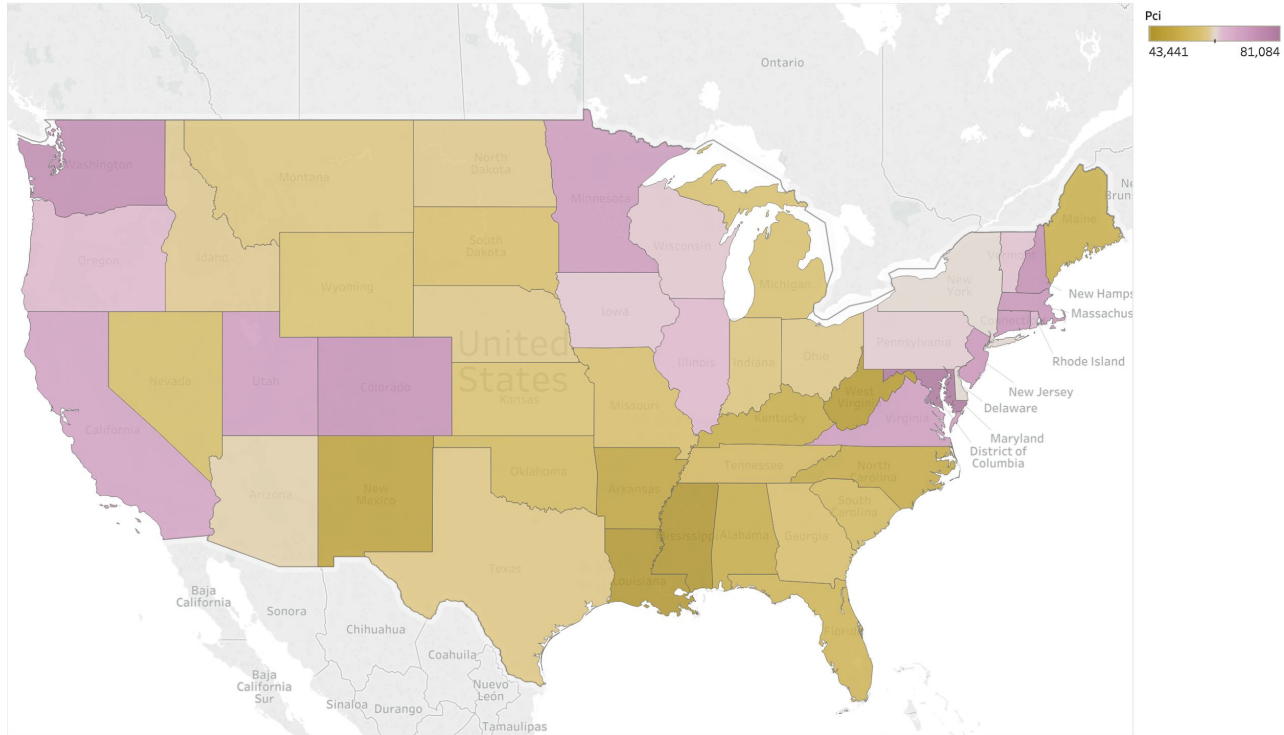 Pci
43,441 81,084
Ontario
Ne
Brun
Washington
Montana
North
Dakota
Minnesota
Maine
Oregon
Idaho
South
Dakota
Wisconsin
Michigan
New
York
Vermo
New Hamps
Massachus
Connecticut
Rhode Island
Wyoming
Iowa
Pennsylvania
New Jersey
Delaware
Maryland
District of
Columbia
Nevada
Utah
Colorado
United
States
Kansas
Missouri
Illinois
Indiana
Ohio
West
Virginia
Virginia
Kentucky
California
Arizona
New
Mexico
Oklahoma
Arkansas
Tennessee
North
Carolina
South
Carolina
Mississippi
Alabama
Georgia
Texas
Louisiana
Florida
Baja
California
Sonora
Chihuahua
Coahuila
Baja
California
Sur
Nuevo
León
Sinaloa
Durango
Tamaulipas